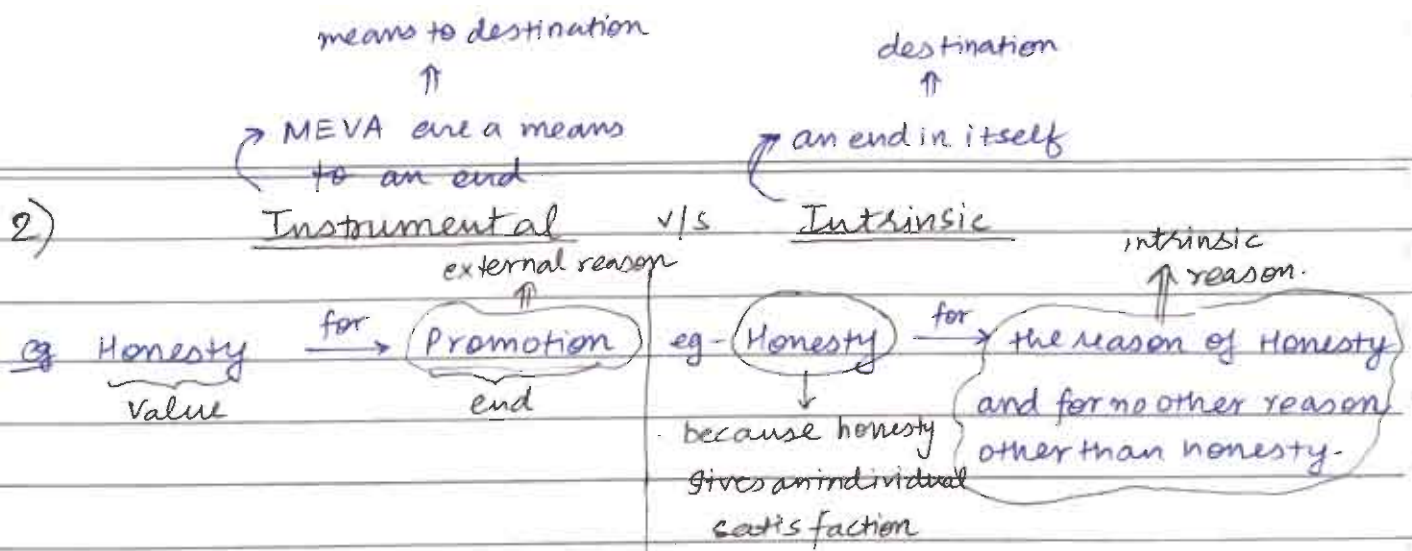 means to destination
⇑
MEVA are a means
to an end
destination
⇑
an end in itself
2) Instrumental v/s Intrinsic
external reason
⇑
eg Honesty for → Promotion
Value end
intrinsic
⇑ reason.
eg - Honesty for → the reason of Honesty
and for no other reason
other than honesty.
↓
because honesty
gives an individual
satisfaction